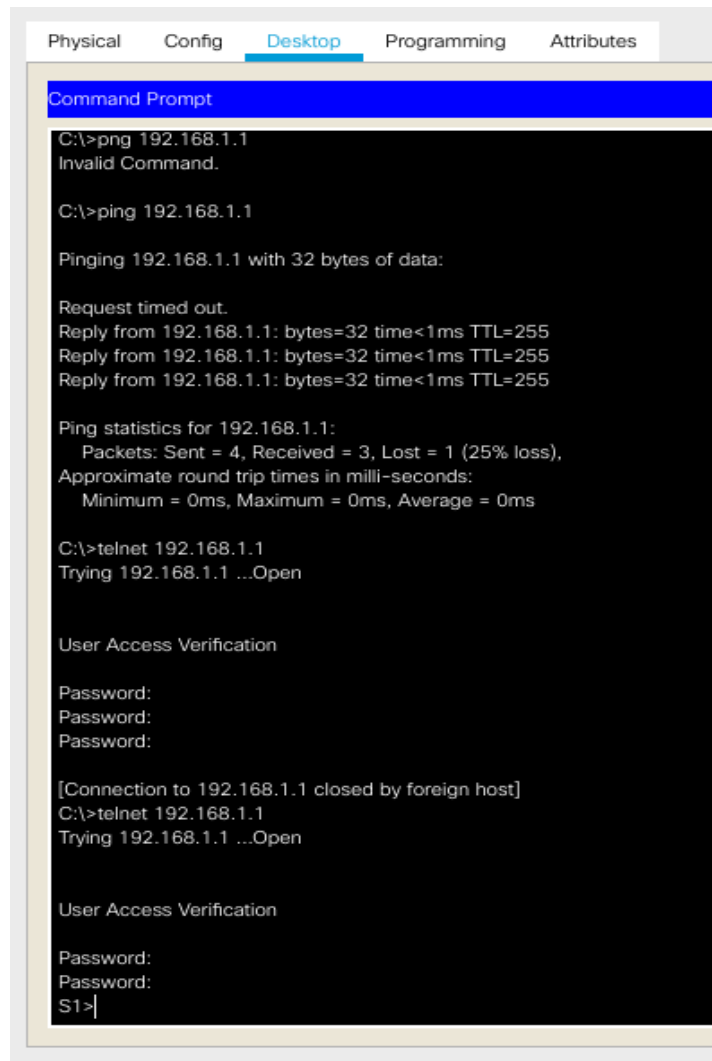 Physical Config Desktop Programming Attributes
Command Prompt
C:\>png 192.168.1.1
Invalid Command.
C:\>ping 192.168.1.1
Pinging 192.168.1.1 with 32 bytes of data:
Request timed out.
Reply from 192.168.1.1: bytes=32 time<1ms TTL=255
Reply from 192.168.1.1: bytes=32 time<1ms TTL=255
Reply from 192.168.1.1: bytes=32 time<1ms TTL=255
Ping statistics for 192.168.1.1:
Packets: Sent = 4, Received = 3, Lost = 1 (25% loss),
Approximate round trip times in milli-seconds:
Minimum = 0ms, Maximum = 0ms, Average = 0ms
C:\>telnet 192.168.1.1
Trying 192.168.1.1 ...Open
User Access Verification
Password:
Password:
Password:
[Connection to 192.168.1.1 closed by foreign host]
C:\>telnet 192.168.1.1
Trying 192.168.1.1 ...Open
User Access Verification
Password:
Password:
S1>